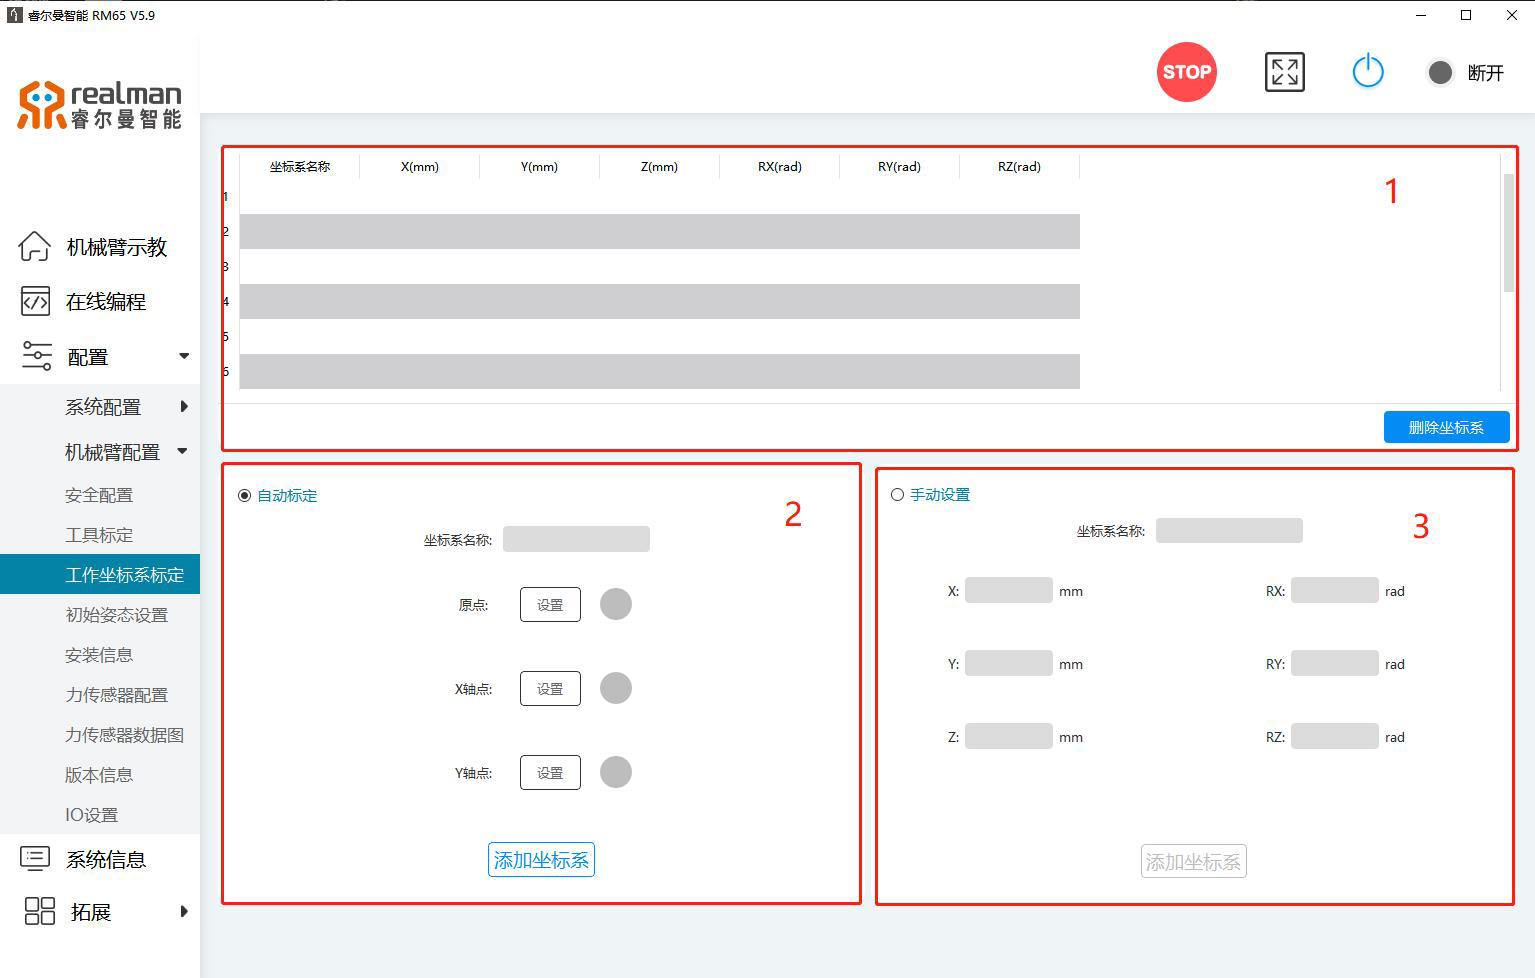 睿尔曼智能 RM65 V5.9
realman
睿尔曼智能
STOP
断开
机械臂示教
在线编程
配置
系统配置
机械臂配置
安全配置
工具标定
工作坐标系标定
初始姿态设置
安装信息
力传感器配置
力传感器数据图
版本信息
IO设置
系统信息
拓展
坐标系名称 X(mm) Y(mm) Z(mm) RX(rad) RY(rad) RZ(rad)
1
1
2
3
4
5
6
删除坐标系
自动标定
2
坐标系名称:
原点: 设置
X轴点: 设置
Y轴点: 设置
添加坐标系
手动设置
3
坐标系名称:
X: mm RX: rad
Y: mm RY: rad
Z: mm RZ: rad
添加坐标系